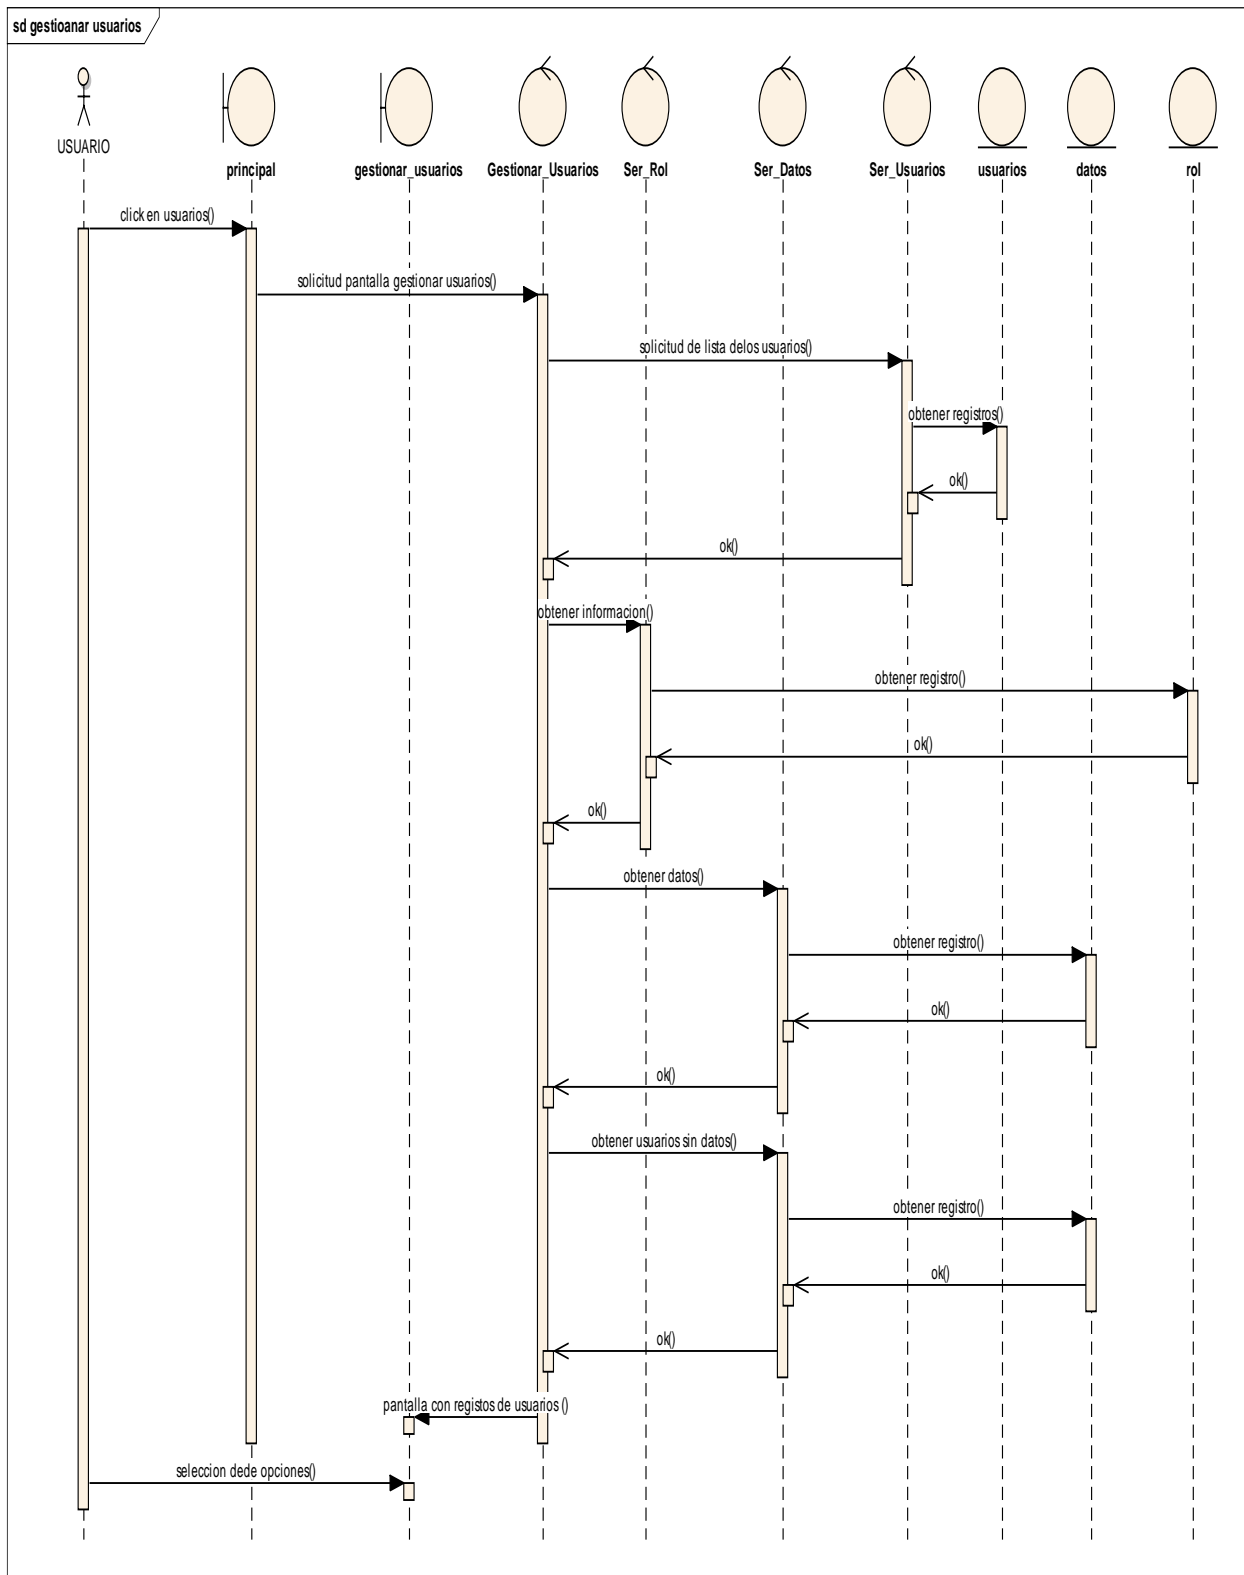 sd gestioanar usuarios
USUARIO
principal
gestionar_usuarios
Gestionar_Usuarios
Ser_Rol
Ser_Datos
Ser_Usuarios
usuarios
datos
rol
click en usuarios()
solicitud pantalla gestionar usuarios()
solicitud de lista delos usuarios()
obtener registros()
ok()
ok()
obtener informacion()
obtener registro()
ok()
ok()
obtener datos()
obtener registro()
ok()
ok()
obtener usuarios sin datos()
obtener registro()
ok()
ok()
pantalla con registos de usuarios ()
seleccion dede opciones()